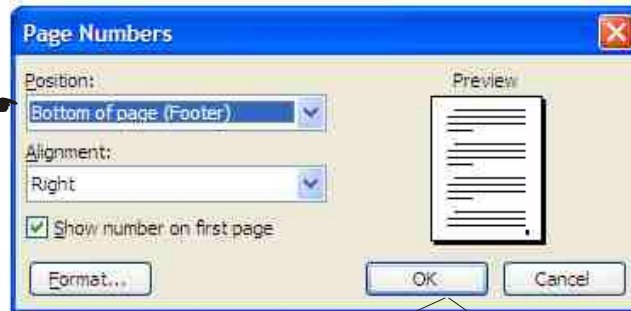 Page Numbers
Position:
Preview
Bottom of page (Footer)
Alignment:
Right
Show number on first page
Format...
OK
Cancel